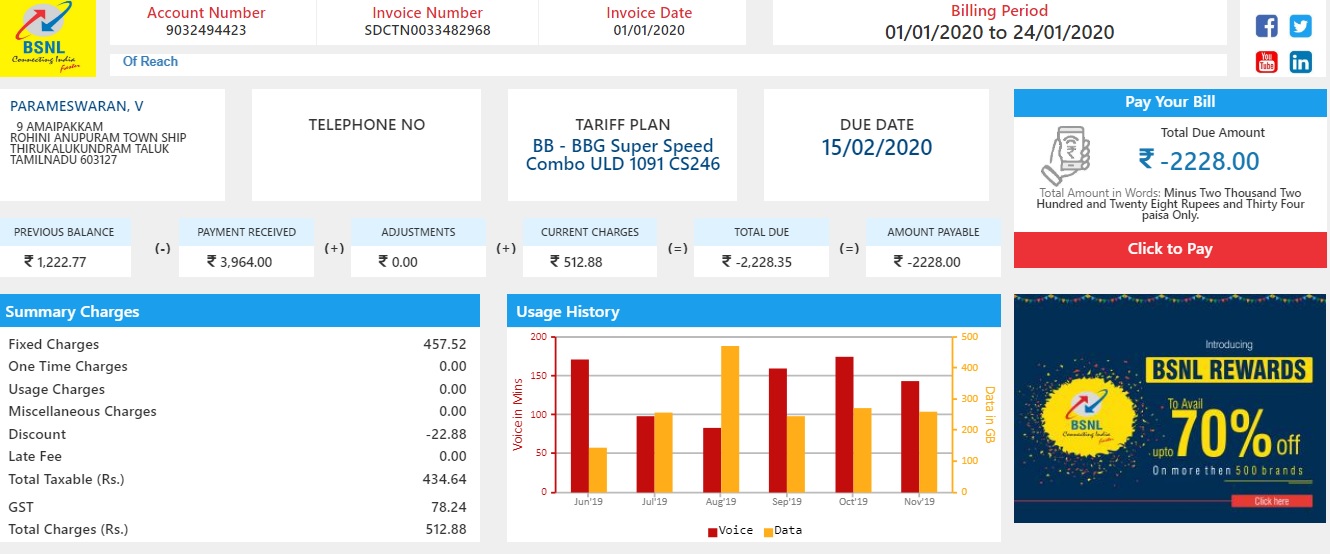 BSNL
Connecting India
Faster
Account Number
9032494423
Invoice Number
SDCTN0033482968
Invoice Date
01/01/2020
Billing Period
01/01/2020 to 24/01/2020
You
Tube
Of Reach
PARAMESWARAN, V
9 AMAIPAKKAM
ROHINI ANUPURAM TOWN SHIP
THIRUKALUKUNDRAM TALUK
TAMILNADU 603127
TELEPHONE NO
TARIFF PLAN
BB - BBG Super Speed
Combo ULD 1091 CS246
DUE DATE
15/02/2020
Pay Your Bill
Total Due Amount
₹ -2228.00
Total Amount in Words: Minus Two Thousand Two
Hundred and Twenty Eight Rupees and Thirty Four
paisa Only.
Click to Pay
PREVIOUS BALANCE
₹ 1,222.77
(-)
PAYMENT RECEIVED
₹ 3,964.00
(+)
ADJUSTMENTS
₹ 0.00
(+)
CURRENT CHARGES
₹ 512.88
(=)
TOTAL DUE
₹ -2,228.35
(=)
AMOUNT PAYABLE
₹ -2228.00
Summary Charges
Fixed Charges 457.52
One Time Charges 0.00
Usage Charges 0.00
Miscellaneous Charges 0.00
Discount -22.88
Late Fee 0.00
Total Taxable (Rs.) 434.64
GST 78.24
Total Charges (Rs.) 512.88
Usage History
Voicein Mins
200
150
100
50
0
500
400
300
200
100
0
Data in GB
Jun'19 Jul'19 Aug'19 Sep'19 Oct'19 Nov'19
Voice Data
Introducing
BSNL REWARDS
To Avail
upto 70% off
On more then 500 brands
Click here
BSNL
Connecting India
Faster